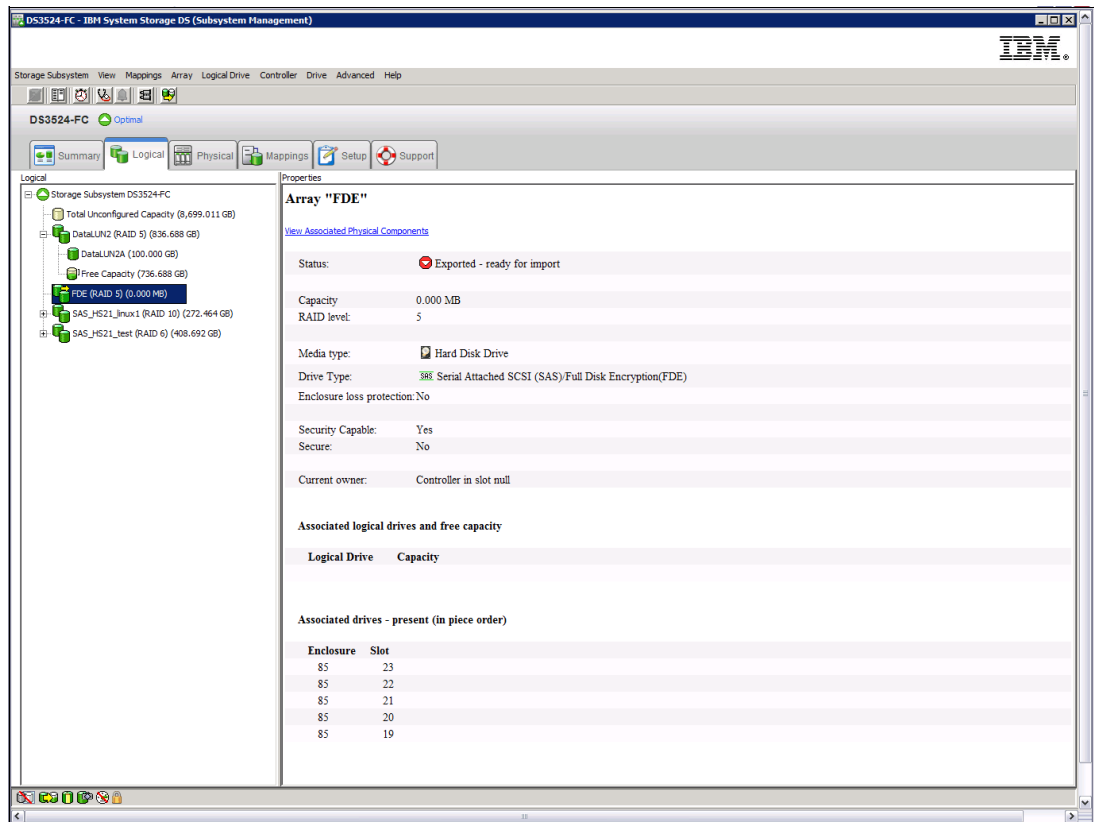 DS3524-FC - IBM System Storage DS (Subsystem Management)
IBM®
Storage Subsystem View Mappings Array Logical Drive Controller Drive Advanced Help
DS3524-FC Optimal
Summary Logical Physical Mappings Setup Support
Logical
Storage Subsystem DS3524-FC
Total Unconfigured Capacity (8,699.011 GB)
DataLUN2 (RAID 5) (836.688 GB)
DataLUN2A (100.000 GB)
Free Capacity (736.688 GB)
FDE (RAID 5) (0.000 MB)
SAS_HS21_linux1 (RAID 10) (272.464 GB)
SAS_HS21_test (RAID 6) (408.692 GB)
Properties
Array "FDE"
View Associated Physical Components
Status: Exported - ready for import
Capacity 0.000 MB
RAID level: 5
Media type: Hard Disk Drive
Drive Type: SAS Serial Attached SCSI (SAS)/Full Disk Encryption(FDE)
Enclosure loss protection: No
Security Capable: Yes
Secure: No
Current owner: Controller in slot null
Associated logical drives and free capacity
Logical Drive Capacity
Associated drives - present (in piece order)
Enclosure Slot
85 23
85 22
85 21
85 20
85 19